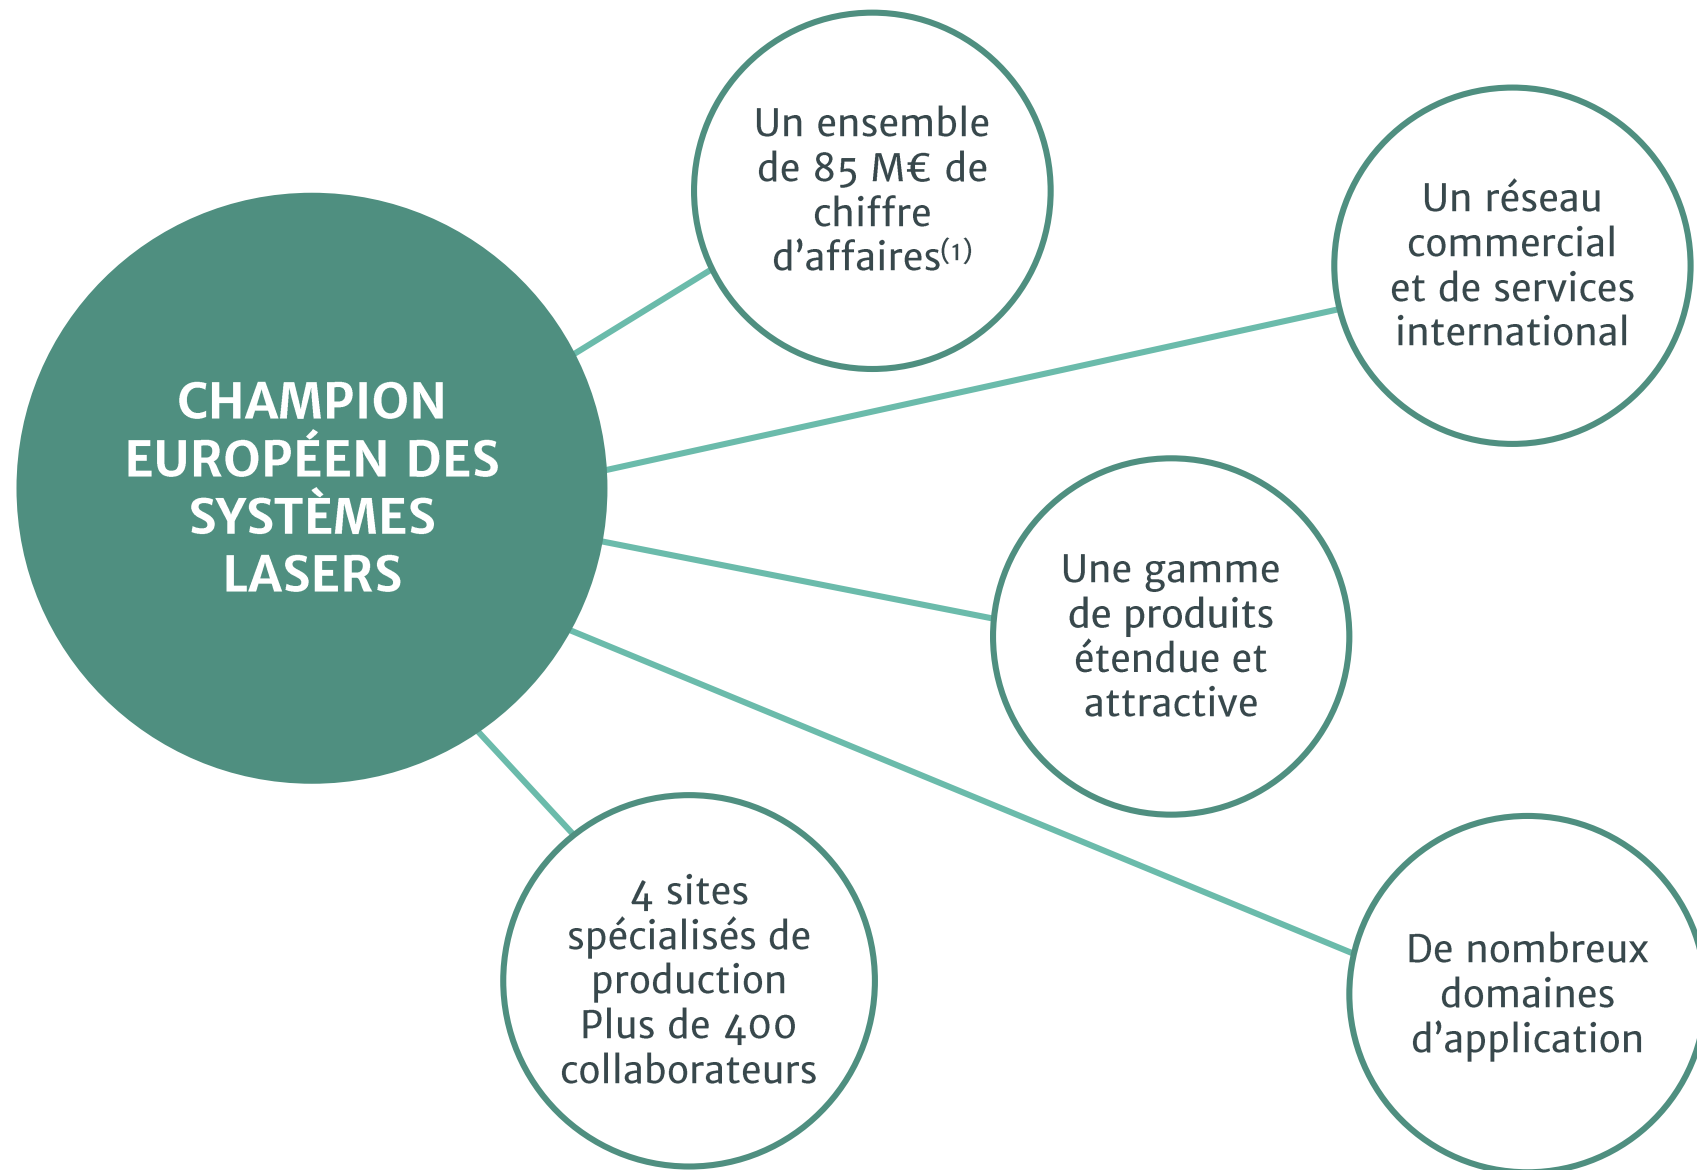 CHAMPION
EUROPÉEN DES
SYSTÈMES
LASERS
Un ensemble
de 85 M€ de
chiffre
d’affaires(1)
Un réseau
commercial
et de services
international
Une gamme
de produits
étendue et
attractive
De nombreux
domaines
d’application
4 sites
spécialisés de
production
Plus de 400
collaborateurs